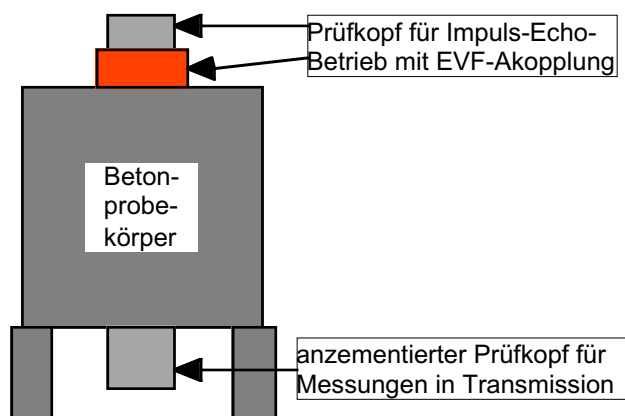 Prüfkopf für Impuls-Echo-
Betrieb mit EVF-Akopplung
Beton-
probe-
körper
anzementierter Prüfkopf für
Messungen in Transmission